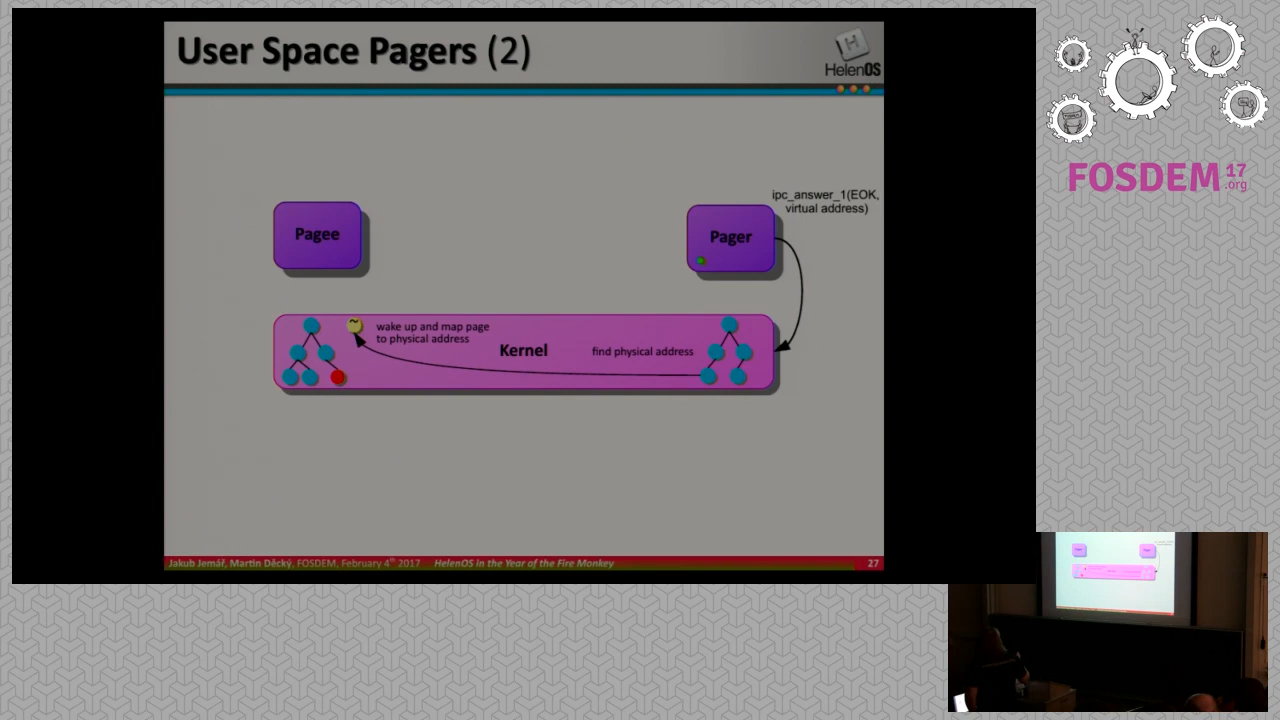 User Space Pagers (2)
HelenOS
ipc_answer_1(EOK,
virtual address)
Pagee
Pager
~
wake up and map page
to physical address
Kernel
find physical address
Jakub Jemář, Martin Děcký, FOSDEM, February 4th 2017 HelenOS in the Year of the Fire Monkey
27
FOSDEM 17
.org